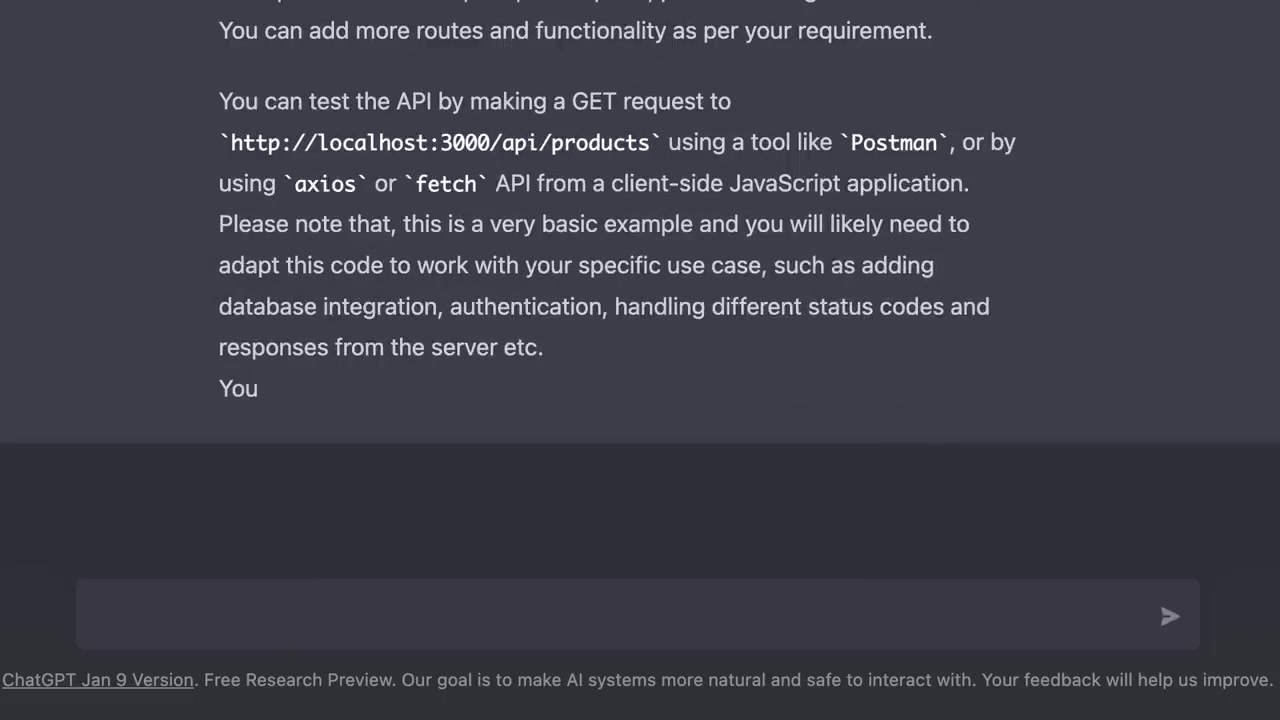 You can add more routes and functionality as per your requirement.
You can test the API by making a GET request to
`http://localhost:3000/api/products` using a tool like `Postman`, or by
using `axios` or `fetch` API from a client-side JavaScript application.
Please note that, this is a very basic example and you will likely need to
adapt this code to work with your specific use case, such as adding
database integration, authentication, handling different status codes and
responses from the server etc.
You
ChatGPT Jan 9 Version. Free Research Preview. Our goal is to make AI systems more natural and safe to interact with. Your feedback will help us improve.